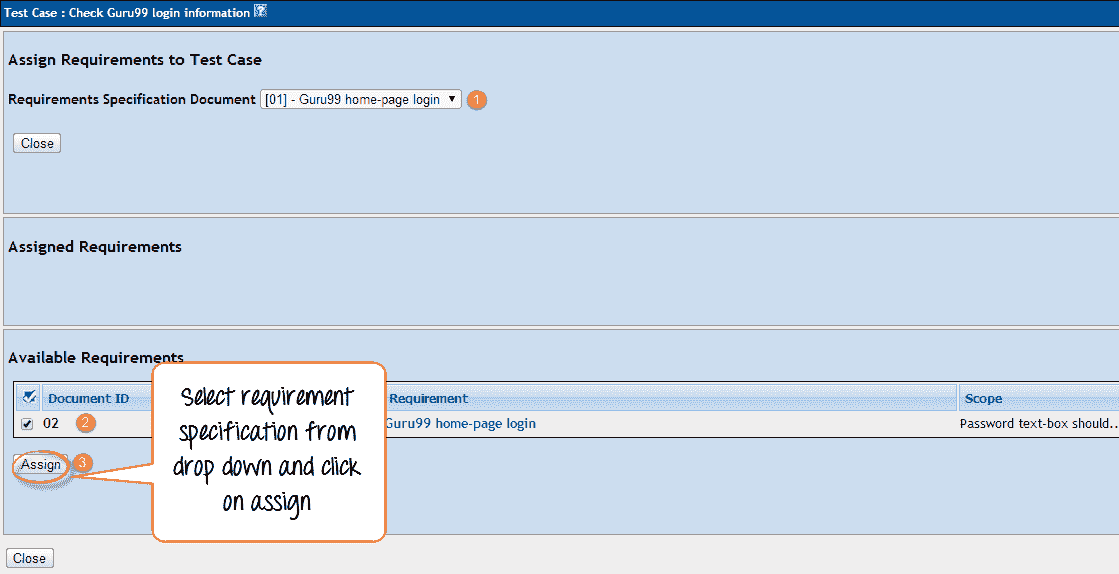 Test Case : Check Guru99 login information
Assign Requirements to Test Case
Requirements Specification Document [01] - Guru99 home-page login 1
Close
Assigned Requirements
Available Requirements
Document ID Requirement Scope
02 2 Guru99 home-page login Password text-box should...
Assign 3
Select requirement
specification from
drop down and click
on assign
Close